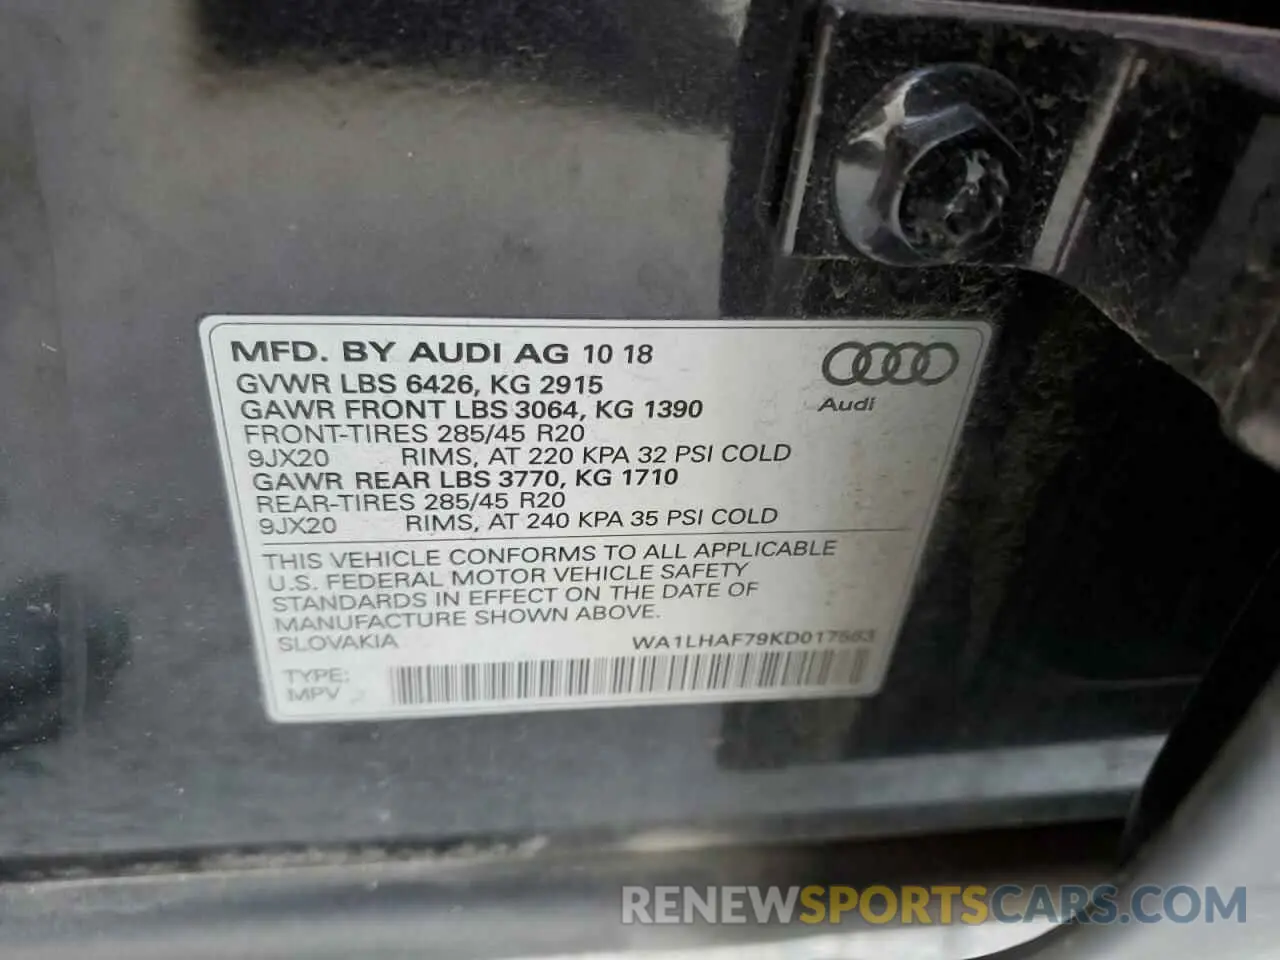 MFD. BY AUDI AG 10 18
GVWR LBS 6426, KG 2915
GAWR FRONT LBS 3064, KG 1390
FRONT-TIRES 285/45 R20
9JX20 RIMS, AT 220 KPA 32 PSI COLD
GAWR REAR LBS 3770, KG 1710
REAR-TIRES 285/45 R20
9JX20 RIMS, AT 240 KPA 35 PSI COLD
Audi
THIS VEHICLE CONFORMS TO ALL APPLICABLE
U.S. FEDERAL MOTOR VEHICLE SAFETY
STANDARDS IN EFFECT ON THE DATE OF
MANUFACTURE SHOWN ABOVE.
SLOVAKIA WA1LHAF79KD017563
TYPE:
MPV
RENEWSPORTSCARS.COM